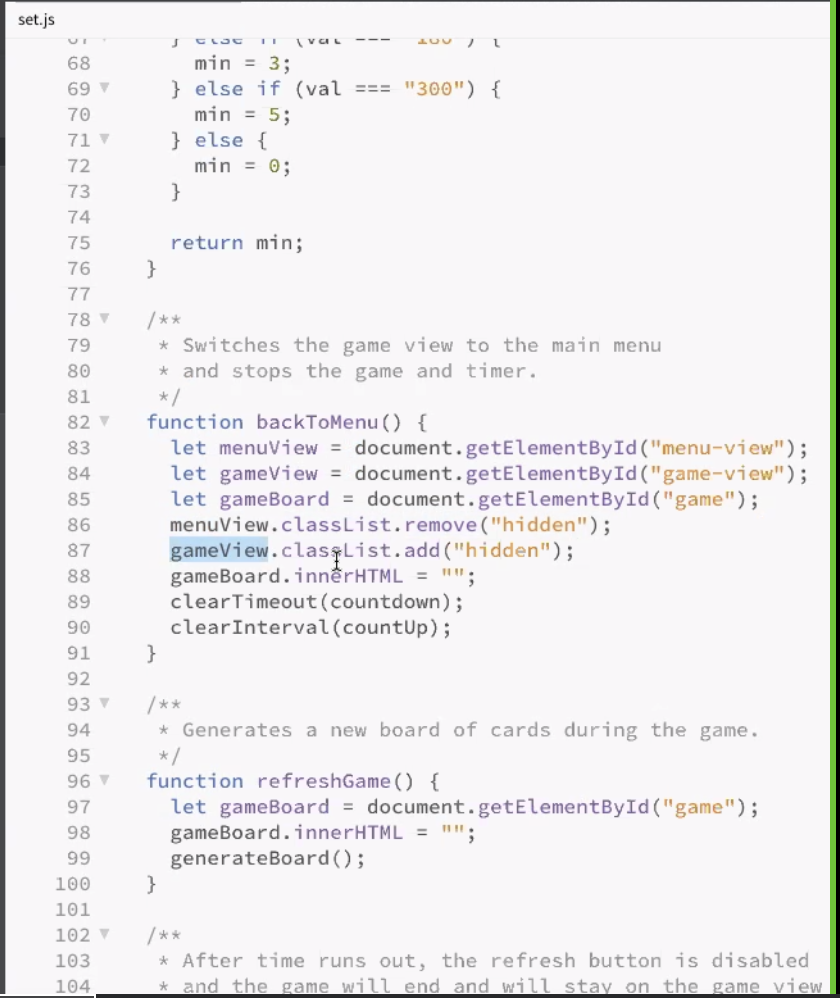 set.js
67 } else if (val === "180") {
68 min = 3;
69 } else if (val === "300") {
70 min = 5;
71 } else {
72 min = 0;
73 }
74
75 return min;
76 }
77
78 /**
79 * Switches the game view to the main menu
80 * and stops the game and timer.
81 */
82 function backToMenu() {
83 let menuView = document.getElementById("menu-view");
84 let gameView = document.getElementById("game-view");
85 let gameBoard = document.getElementById("game");
86 menuView.classList.remove("hidden");
87 gameView.classList.add("hidden");
88 gameBoard.innerHTML = "";
89 clearTimeout(countdown);
90 clearInterval(countUp);
91 }
92
93 /**
94 * Generates a new board of cards during the game.
95 */
96 function refreshGame() {
97 let gameBoard = document.getElementById("game");
98 gameBoard.innerHTML = "";
99 generateBoard();
100 }
101
102 /**
103 * After time runs out, the refresh button is disabled
104 * and the game will end and will stay on the game view